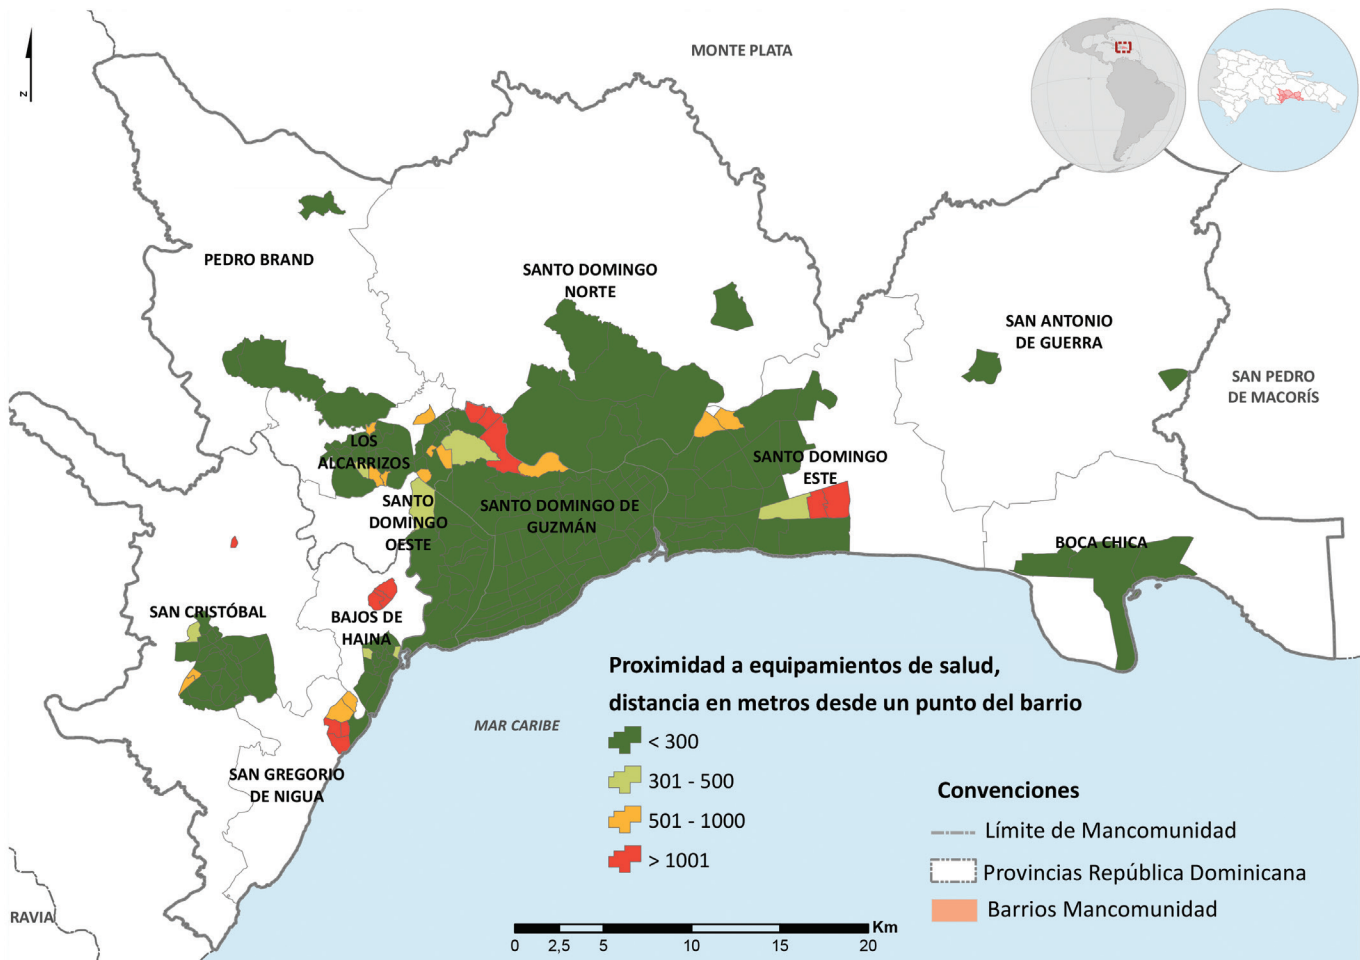 MONTE PLATA
z
PEDRO BRAND
SANTO DOMINGO
NORTE
SAN ANTONIO
DE GUERRA
SAN PEDRO
DE MACORÍS
LOS
ALCARRIZOS
SANTO DOMINGO
ESTE
SANTO
DOMINGO
OESTE
SANTO DOMINGO DE
GUZMÁN
BOCA CHICA
SAN CRISTÓBAL
BAJOS DE
HAINA
MAR CARIBE
SAN GREGORIO
DE NIGUA
RAVIA
Proximidad a equipamientos de salud,
distancia en metros desde un punto del barrio
< 300
301 - 500
501 - 1000
> 1001
Convenciones
Límite de Mancomunidad
Provincias República Dominicana
Barrios Mancomunidad
Km
0 2,5 5 10 15 20